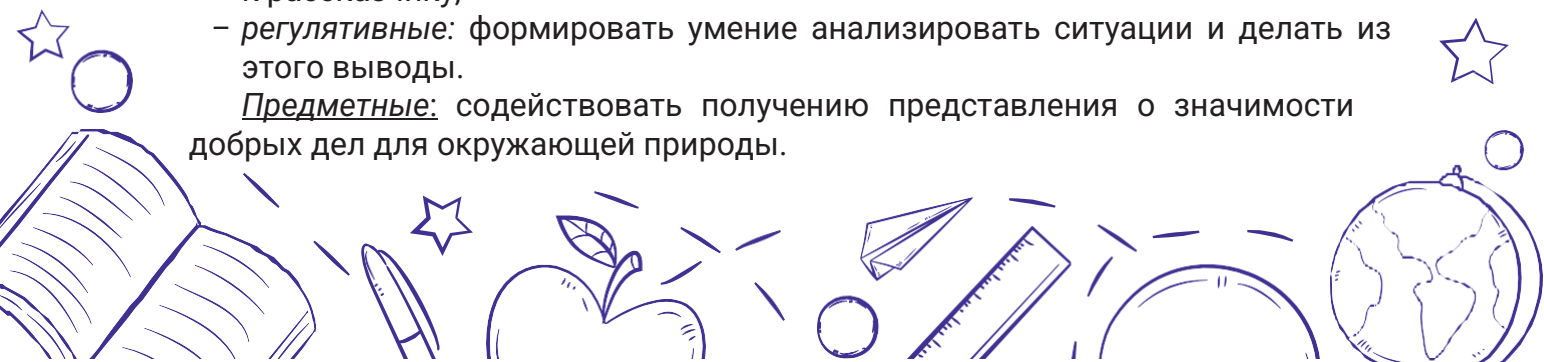 – регулятивные: формировать умение анализировать ситуации и делать из
этого выводы.
Предметные: содействовать получению представления о значимости
добрых дел для окружающей природы.